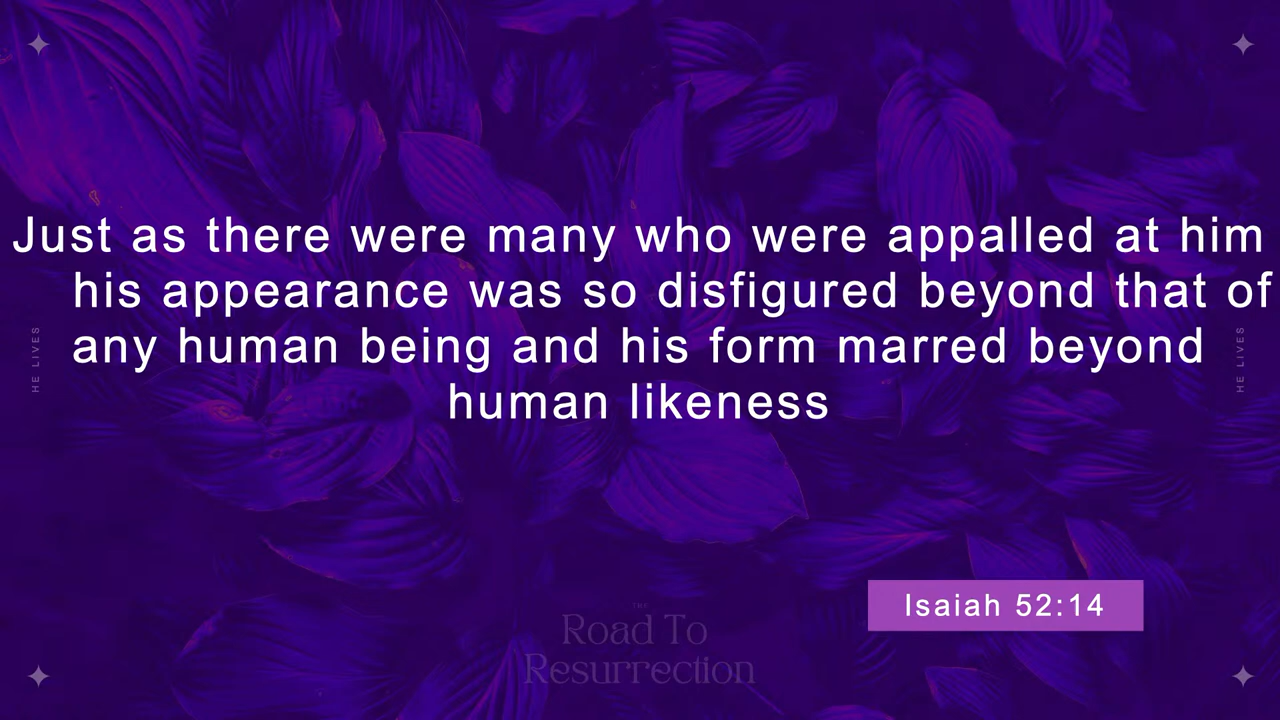 Just as there were many who were appalled at him
his appearance was so disfigured beyond that of
any human being and his form marred beyond
human likeness
HE LIVES
HE LIVES
Isaiah 52:14
THE
Road To
Resurrection